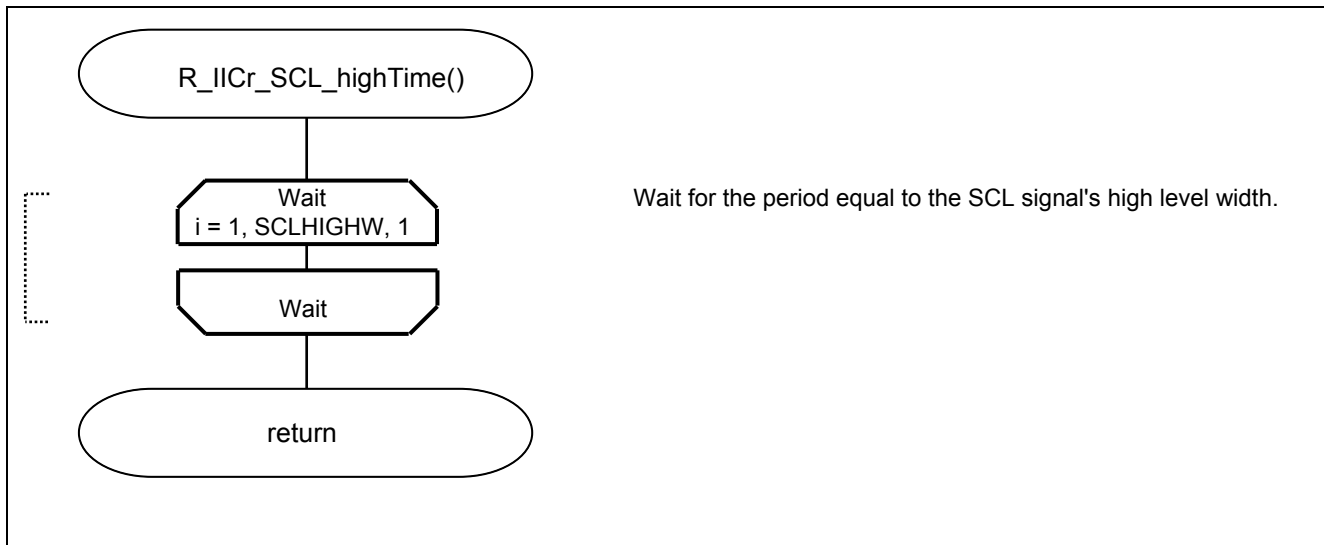 R_IICr_SCL_highTime()
Wait
i = 1, SCLHIGHW, 1
Wait for the period equal to the SCL signal's high level width.
Wait
return